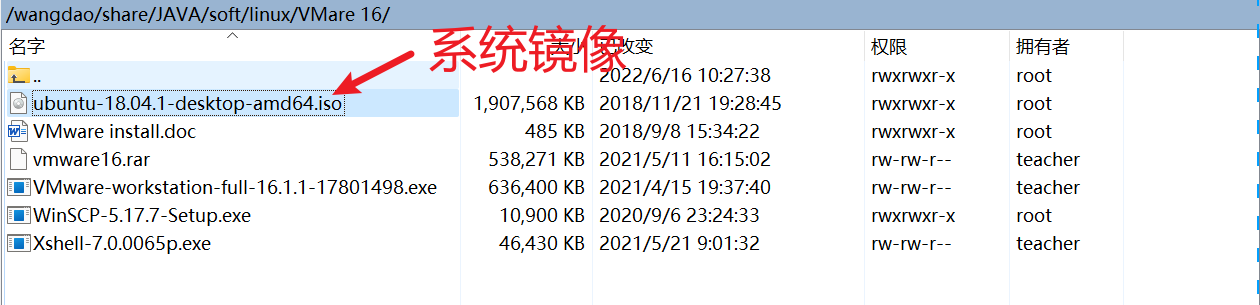 /wangdao/share/JAVA/soft/linux/VMare 16/
系统镜像
名字 大小 已改变 权限 拥有者
.. 2022/6/16 10:27:38 rwxrwxr-x root
ubuntu-18.04.1-desktop-amd64.iso 1,907,568 KB 2018/11/21 19:28:45 rwxrwxr-x root
VMware install.doc 485 KB 2018/9/8 15:34:22 rwxrwxr-x root
vmware16.rar 538,271 KB 2021/5/11 16:15:02 rw-rw-r-- teacher
VMware-workstation-full-16.1.1-17801498.exe 636,400 KB 2021/4/15 19:37:40 rw-rw-r-- teacher
WinSCP-5.17.7-Setup.exe 10,900 KB 2020/9/6 23:24:33 rwxrwxr-x root
Xshell-7.0.0065p.exe 46,430 KB 2021/5/21 9:01:32 rw-rw-r-- teacher